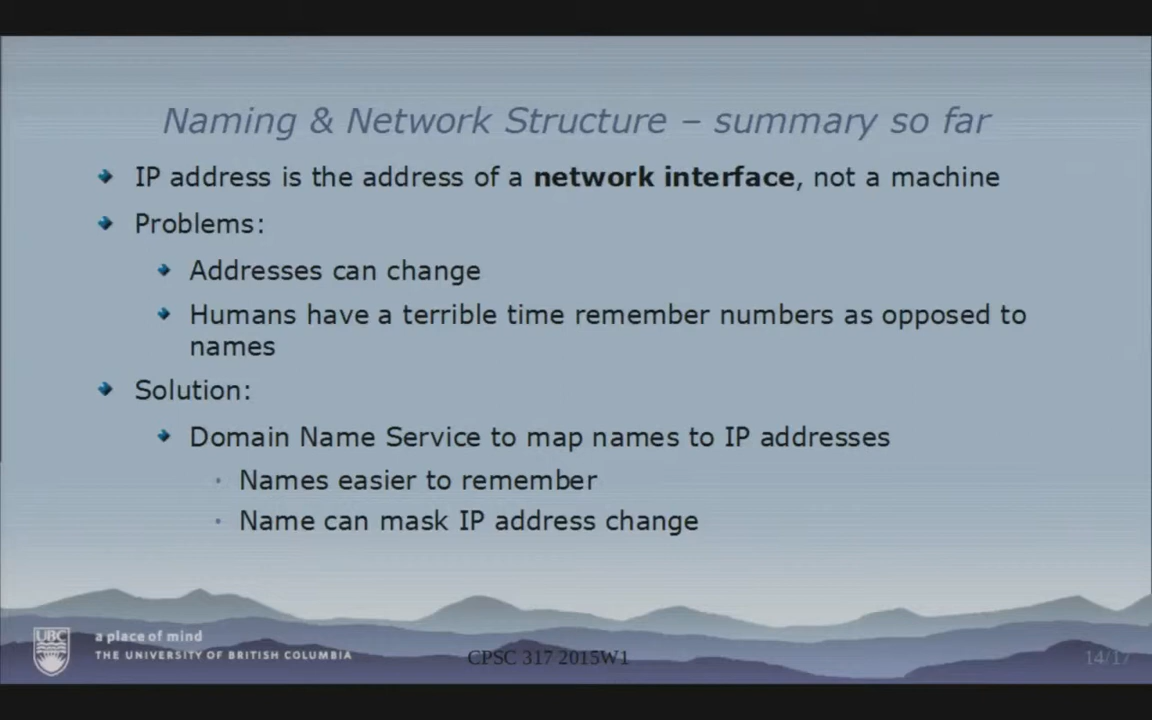 Naming & Network Structure – summary so far
IP address is the address of a network interface, not a machine
Problems:
Addresses can change
Humans have a terrible time remember numbers as opposed to
names
Solution:
Domain Name Service to map names to IP addresses
Names easier to remember
Name can mask IP address change
UBC
a place of mind
THE UNIVERSITY OF BRITISH COLUMBIA
CPSC 317 2015W1
14/17